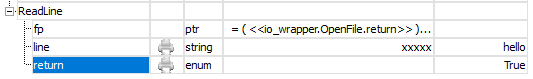 ReadLine
fp ptr = ( <<io_wrapper.OpenFile.return>> )...
line string xxxxx hello
return enum True